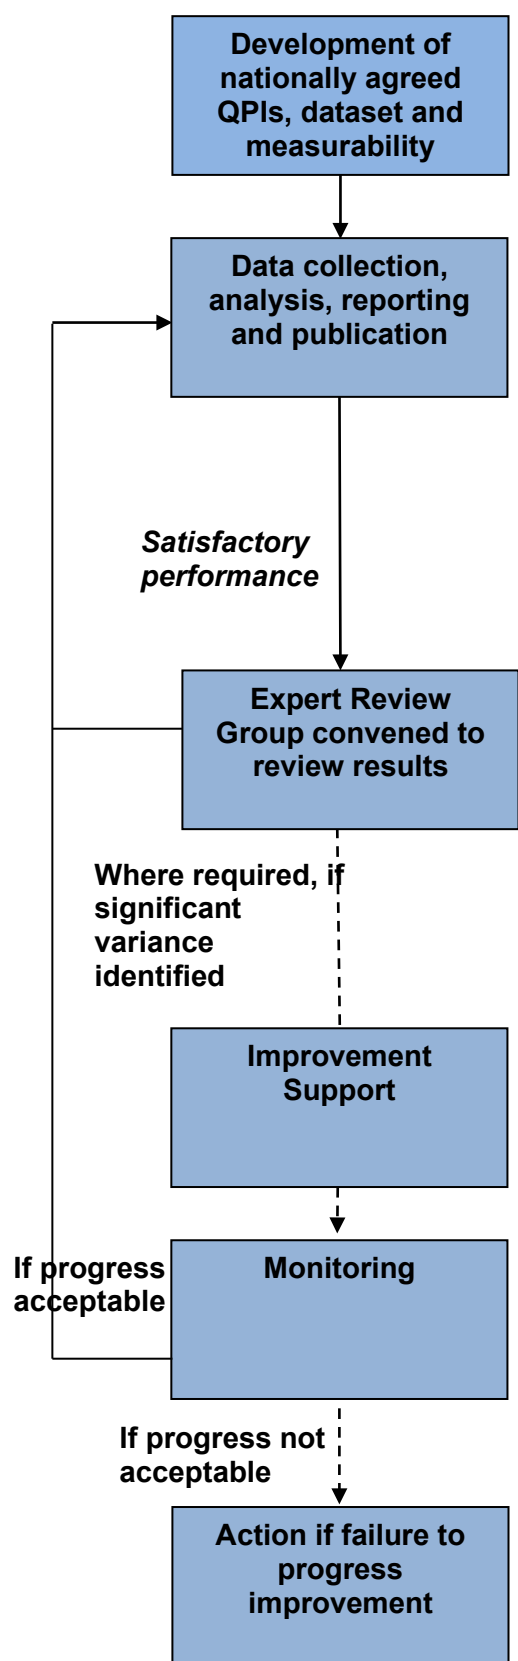 Development of
nationally agreed
QPIs, dataset and
measurability
Data collection,
analysis, reporting
and publication
Satisfactory
performance
Expert Review
Group convened to
review results
Where required, if
significant
variance
identified
Improvement
Support
Monitoring
If progress
acceptable
If progress not
acceptable
Action if failure to
progress
improvement